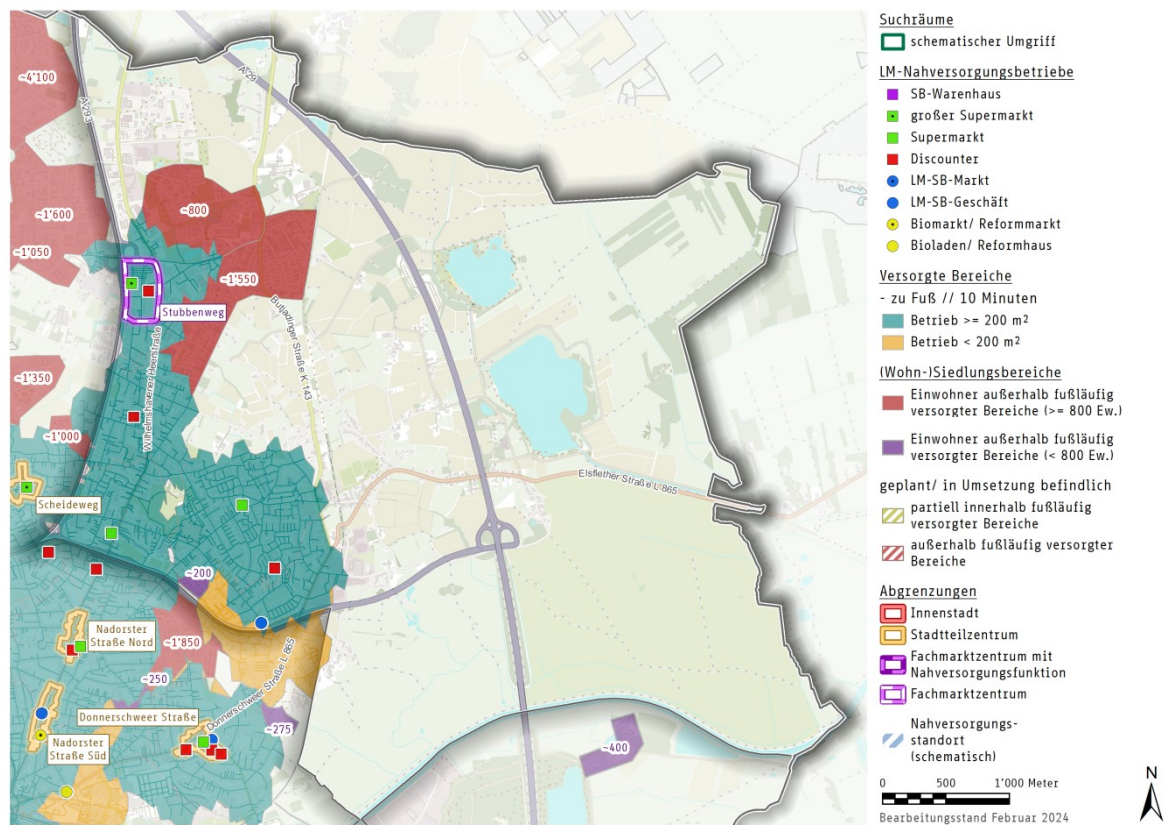 ~4'100
A 293
A 29
~800
~1'600
~1'050
~1'550
Stubbenweg
Butjadinger Straße K 143
Wilhelmshavener Heerstraße
~1'350
~1'000
Scheideweg
Elsflether Straße L 865
~200
Nadorster
Straße Nord
~1'850
~250
Donnerschweer Straße L 865
Donnerschweer Straße
~275
Nadorster
Straße Süd
~400
Suchräume
schematischer Umgriff
LM-Nahversorgungsbetriebe
SB-Warenhaus
großer Supermarkt
Supermarkt
Discounter
LM-SB-Markt
LM-SB-Geschäft
Biomarkt/ Reformmarkt
Bioladen/ Reformhaus
Versorgte Bereiche
- zu Fuß // 10 Minuten
Betrieb >= 200 m²
Betrieb < 200 m²
(Wohn-)Siedlungsbereiche
Einwohner außerhalb fußläufig
versorgter Bereiche (>= 800 Ew.)
Einwohner außerhalb fußläufig
versorgter Bereiche (< 800 Ew.)
geplant/ in Umsetzung befindlich
partiell innerhalb fußläufig
versorgter Bereiche
außerhalb fußläufig versorgter
Bereiche
Abgrenzungen
Innenstadt
Stadtteilzentrum
Fachmarktzentrum mit
Nahversorgungsfunktion
Fachmarktzentrum
Nahversorgungs-
standort
(schematisch)
0 500 1'000 Meter
Bearbeitungsstand Februar 2024
N